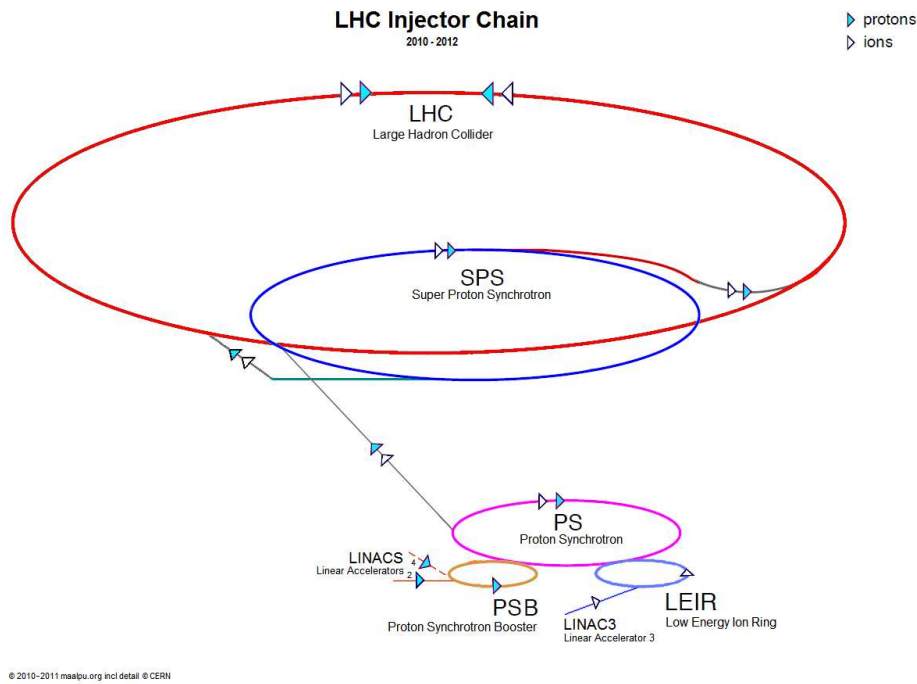 LHC Injector Chain
2010 - 2012
protons
ions
LHC
Large Hadron Collider
SPS
Super Proton Synchrotron
PS
Proton Synchrotron
LINACS
Linear Accelerators
4
2
PSB
Proton Synchrotron Booster
LEIR
Low Energy Ion Ring
LINAC3
Linear Accelerator 3
© 2010-2011 maalpu.org incl detail © CERN